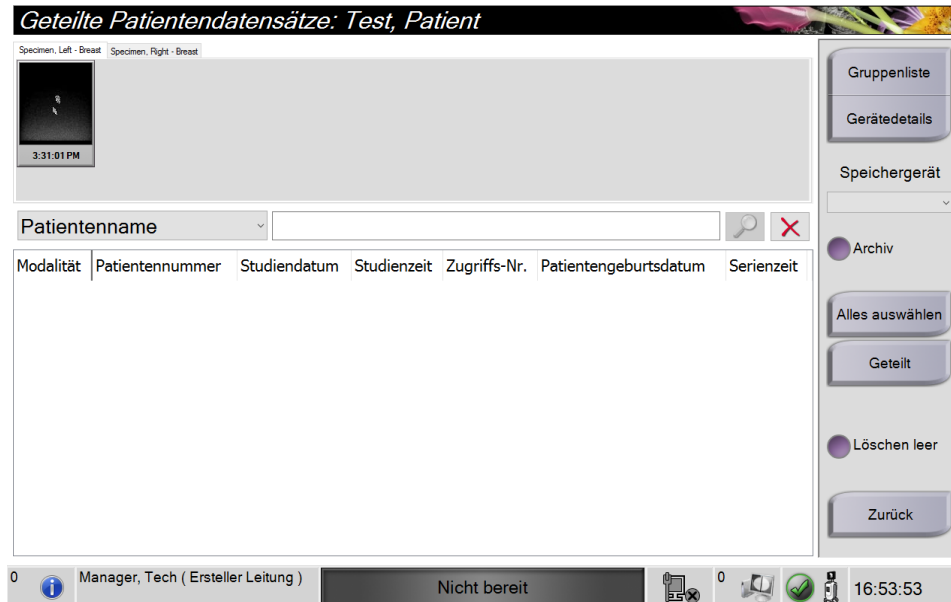 Geteilte Patientendatensätze: Test, Patient
Specimen, Left - Breast Specimen, Right - Breast
3:31:01 PM
Gruppenliste
Gerätedetails
Speichergerät
Patientenname
Archiv
Modalität Patientennummer Studiendatum Studienzeit Zugriffs-Nr. Patientengeburtsdatum Serienzeit
Alles auswählen
Geteilt
Löschen leer
Zurück
0 Manager, Tech ( Ersteller Leitung ) Nicht bereit 0 16:53:53